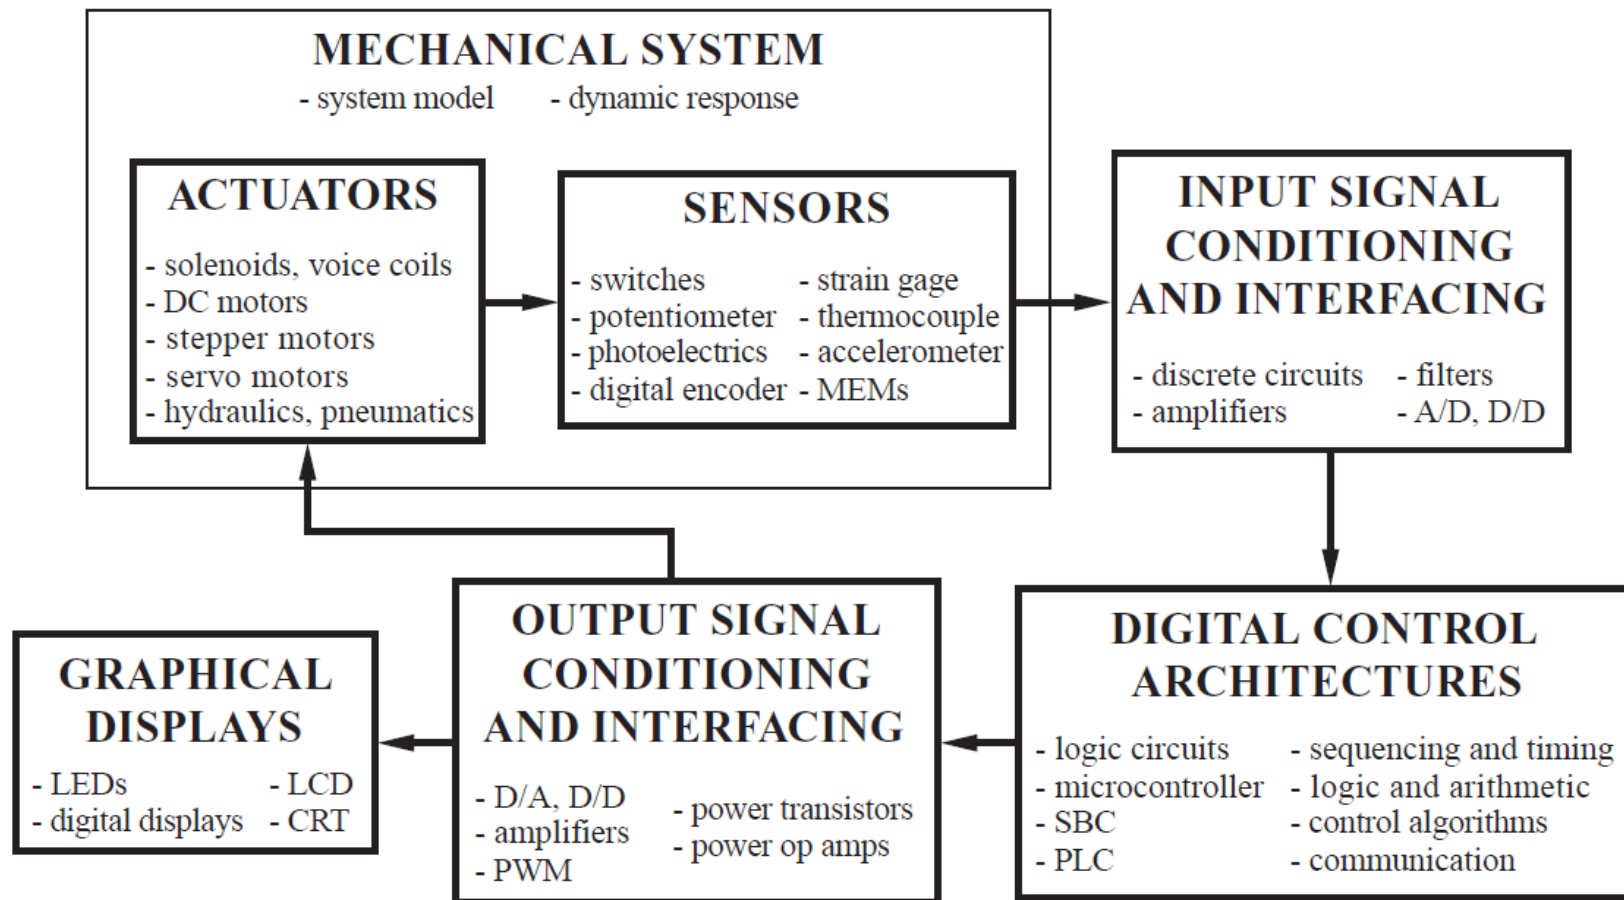 MECHANICAL SYSTEM
- system model - dynamic response
ACTUATORS
- solenoids, voice coils
- DC motors
- stepper motors
- servo motors
- hydraulics, pneumatics
SENSORS
- switches - strain gage
- potentiometer - thermocouple
- photoelectrics - accelerometer
- digital encoder - MEMs
INPUT SIGNAL
CONDITIONING
AND INTERFACING
- discrete circuits - filters
- amplifiers - A/D, D/D
GRAPHICAL
DISPLAYS
- LEDs - LCD
- digital displays - CRT
OUTPUT SIGNAL
CONDITIONING
AND INTERFACING
- D/A, D/D - power transistors
- amplifiers - power op amps
- PWM
DIGITAL CONTROL
ARCHITECTURES
- logic circuits - sequencing and timing
- microcontroller - logic and arithmetic
- SBC - control algorithms
- PLC - communication